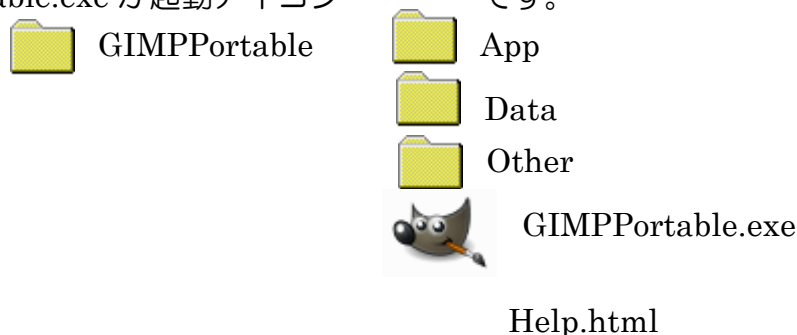 able.exe が起動アイコン です。
GIMPPortable App
Data
Other
GIMPPortable.exe
Help.html